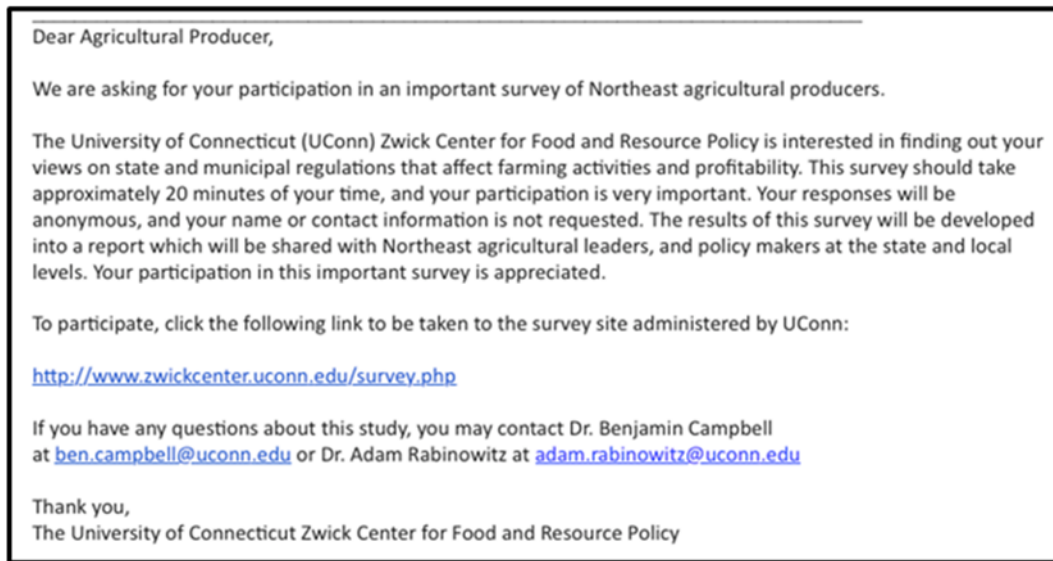 Dear Agricultural Producer,
We are asking for your participation in an important survey of Northeast agricultural producers.
The University of Connecticut (UConn) Zwick Center for Food and Resource Policy is interested in finding out your
views on state and municipal regulations that affect farming activities and profitability. This survey should take
approximately 20 minutes of your time, and your participation is very important. Your responses will be
anonymous, and your name or contact information is not requested. The results of this survey will be developed
into a report which will be shared with Northeast agricultural leaders, and policy makers at the state and local
levels. Your participation in this important survey is appreciated.
To participate, click the following link to be taken to the survey site administered by UConn:
http://www.zwickcenter.uconn.edu/survey.php
If you have any questions about this study, you may contact Dr. Benjamin Campbell
at ben.campbell@uconn.edu or Dr. Adam Rabinowitz at adam.rabinowitz@uconn.edu
Thank you,
The University of Connecticut Zwick Center for Food and Resource Policy